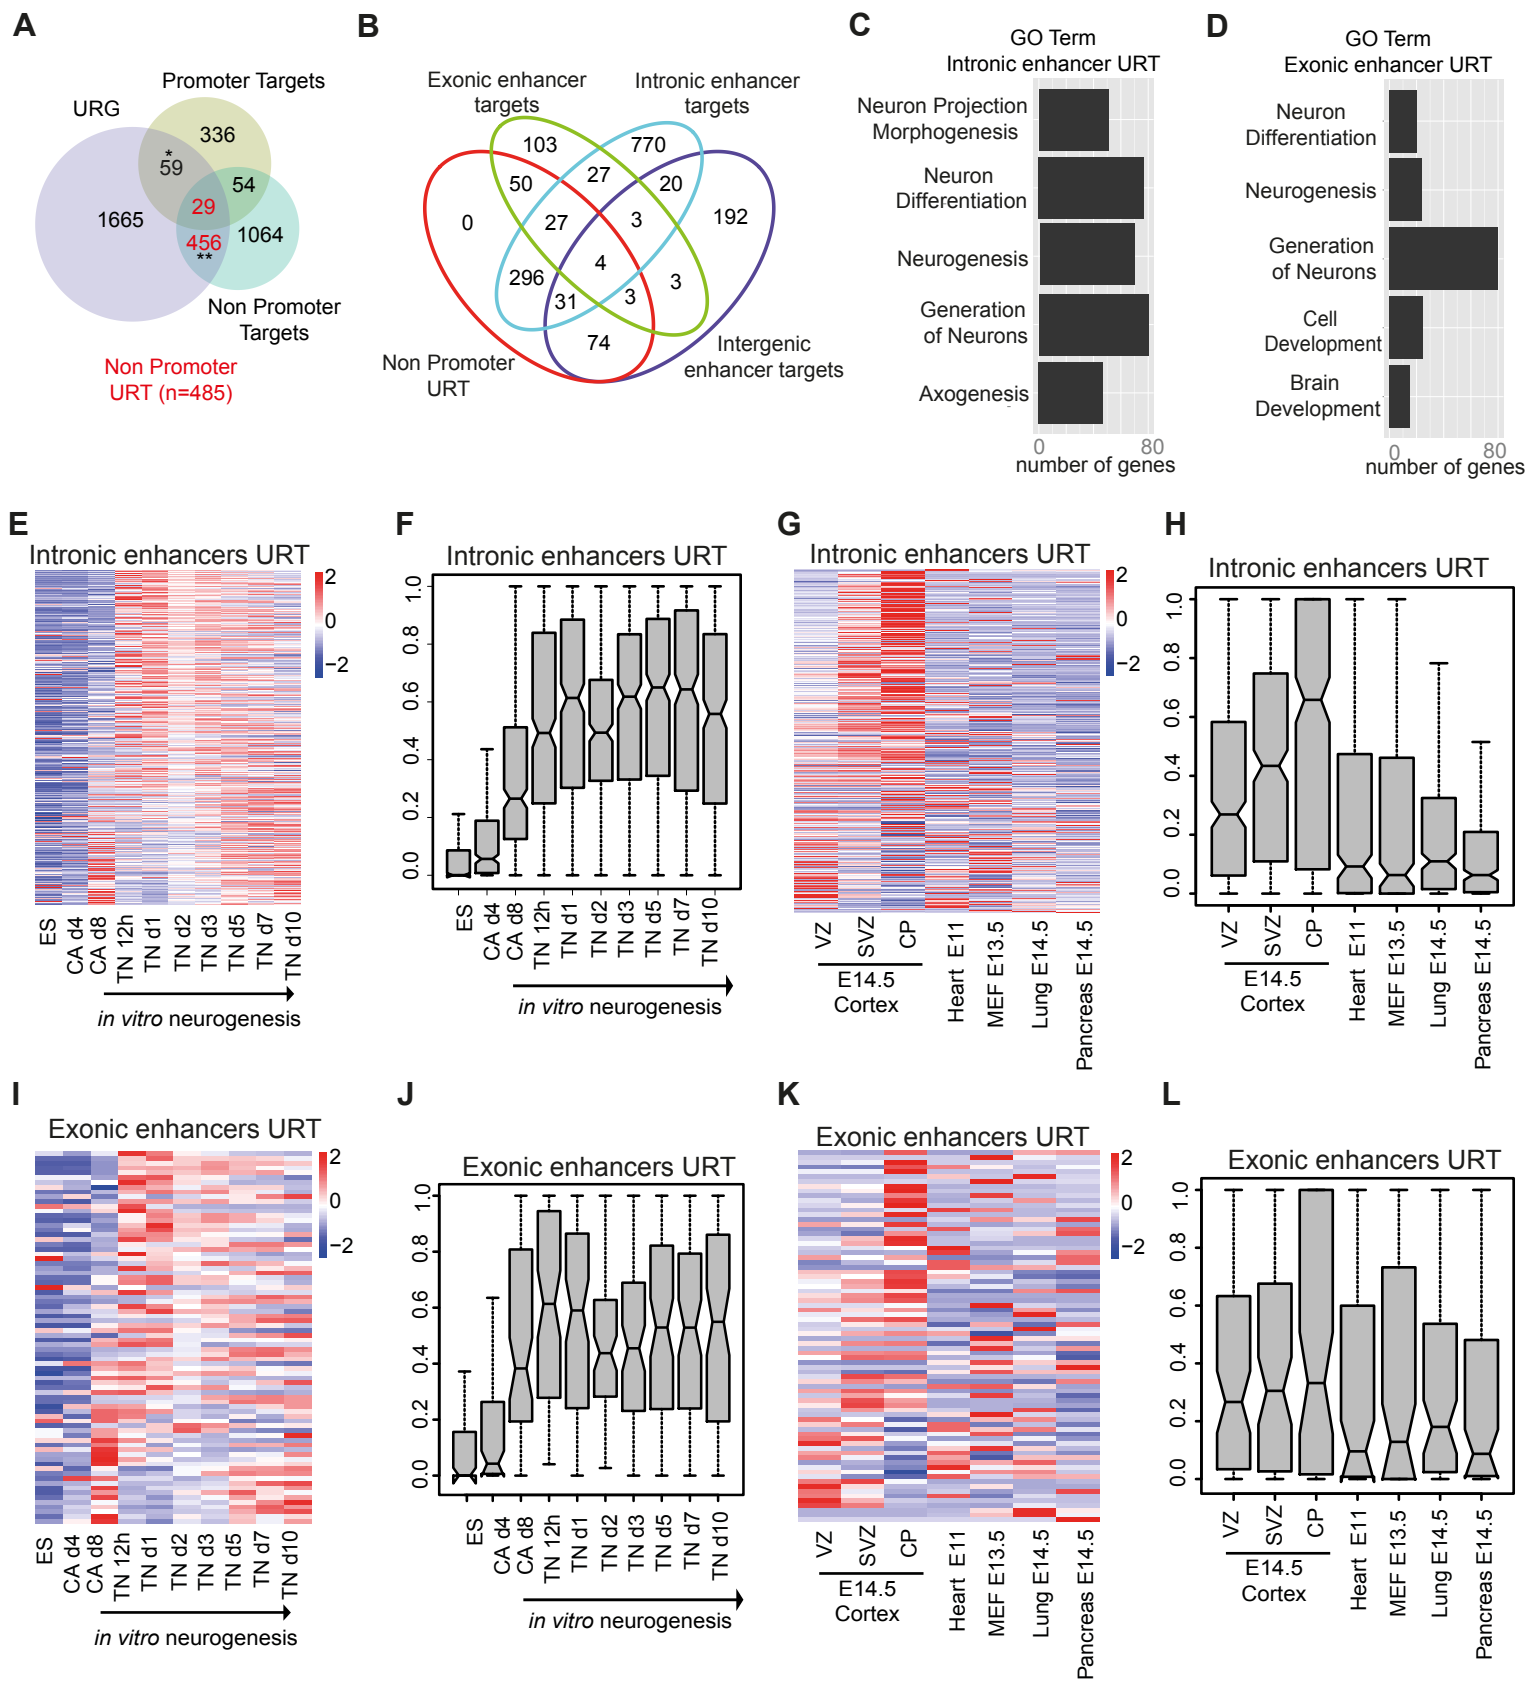 A
Promoter Targets
URG
336
*
59
54
29
1665
456
**
1064
Non Promoter
Targets
Non Promoter
URT (n=485)
B
Exonic enhancer
targets
Intronic enhancer
targets
103
770
50
27
20
0
27
3
192
296
4
3
31
3
74
Non Promoter
URT
Intergenic
enhancer targets
C
GO Term
Intronic enhancer URT
Neuron Projection
Morphogenesis
Neuron
Differentiation
Neurogenesis
Generation
of Neurons
Axogenesis
0
80
number of genes
D
GO Term
Exonic enhancer URT
Neuron
Differentiation
Neurogenesis
Generation
of Neurons
Cell
Development
Brain
Development
0
80
number of genes
E
Intronic enhancers URT
2
0
−2
ES
CA d4
CA d8
TN 12h
TN d1
TN d2
TN d3
TN d5
TN d7
TN d10
in vitro neurogenesis
F
Intronic enhancers URT
1.0
0.8
0.6
0.4
0.2
0.0
ES
CA d4
CA d8
TN 12h
TN d1
TN d2
TN d3
TN d5
TN d7
TN d10
in vitro neurogenesis
G
Intronic enhancers URT
2
0
−2
VZ
SVZ
CP
E14.5
Cortex
Heart E11
MEF E13.5
Lung E14.5
Pancreas E14.5
H
Intronic enhancers URT
1.0
0.8
0.6
0.4
0.2
0.0
VZ
SVZ
CP
E14.5
Cortex
Heart E11
MEF E13.5
Lung E14.5
Pancreas E14.5
I
Exonic enhancers URT
2
0
−2
ES
CA d4
CA d8
TN 12h
TN d1
TN d2
TN d3
TN d5
TN d7
TN d10
in vitro neurogenesis
J
Exonic enhancers URT
1.0
0.8
0.6
0.4
0.2
0.0
ES
CA d4
CA d8
TN 12h
TN d1
TN d2
TN d3
TN d5
TN d7
TN d10
in vitro neurogenesis
K
Exonic enhancers URT
2
0
−2
VZ
SVZ
CP
E14.5
Cortex
Heart E11
MEF E13.5
Lung E14.5
Pancreas E14.5
L
Exonic enhancers URT
1.0
0.8
0.6
0.4
0.2
0.0
VZ
SVZ
CP
E14.5
Cortex
Heart E11
MEF E13.5
Lung E14.5
Pancreas E14.5